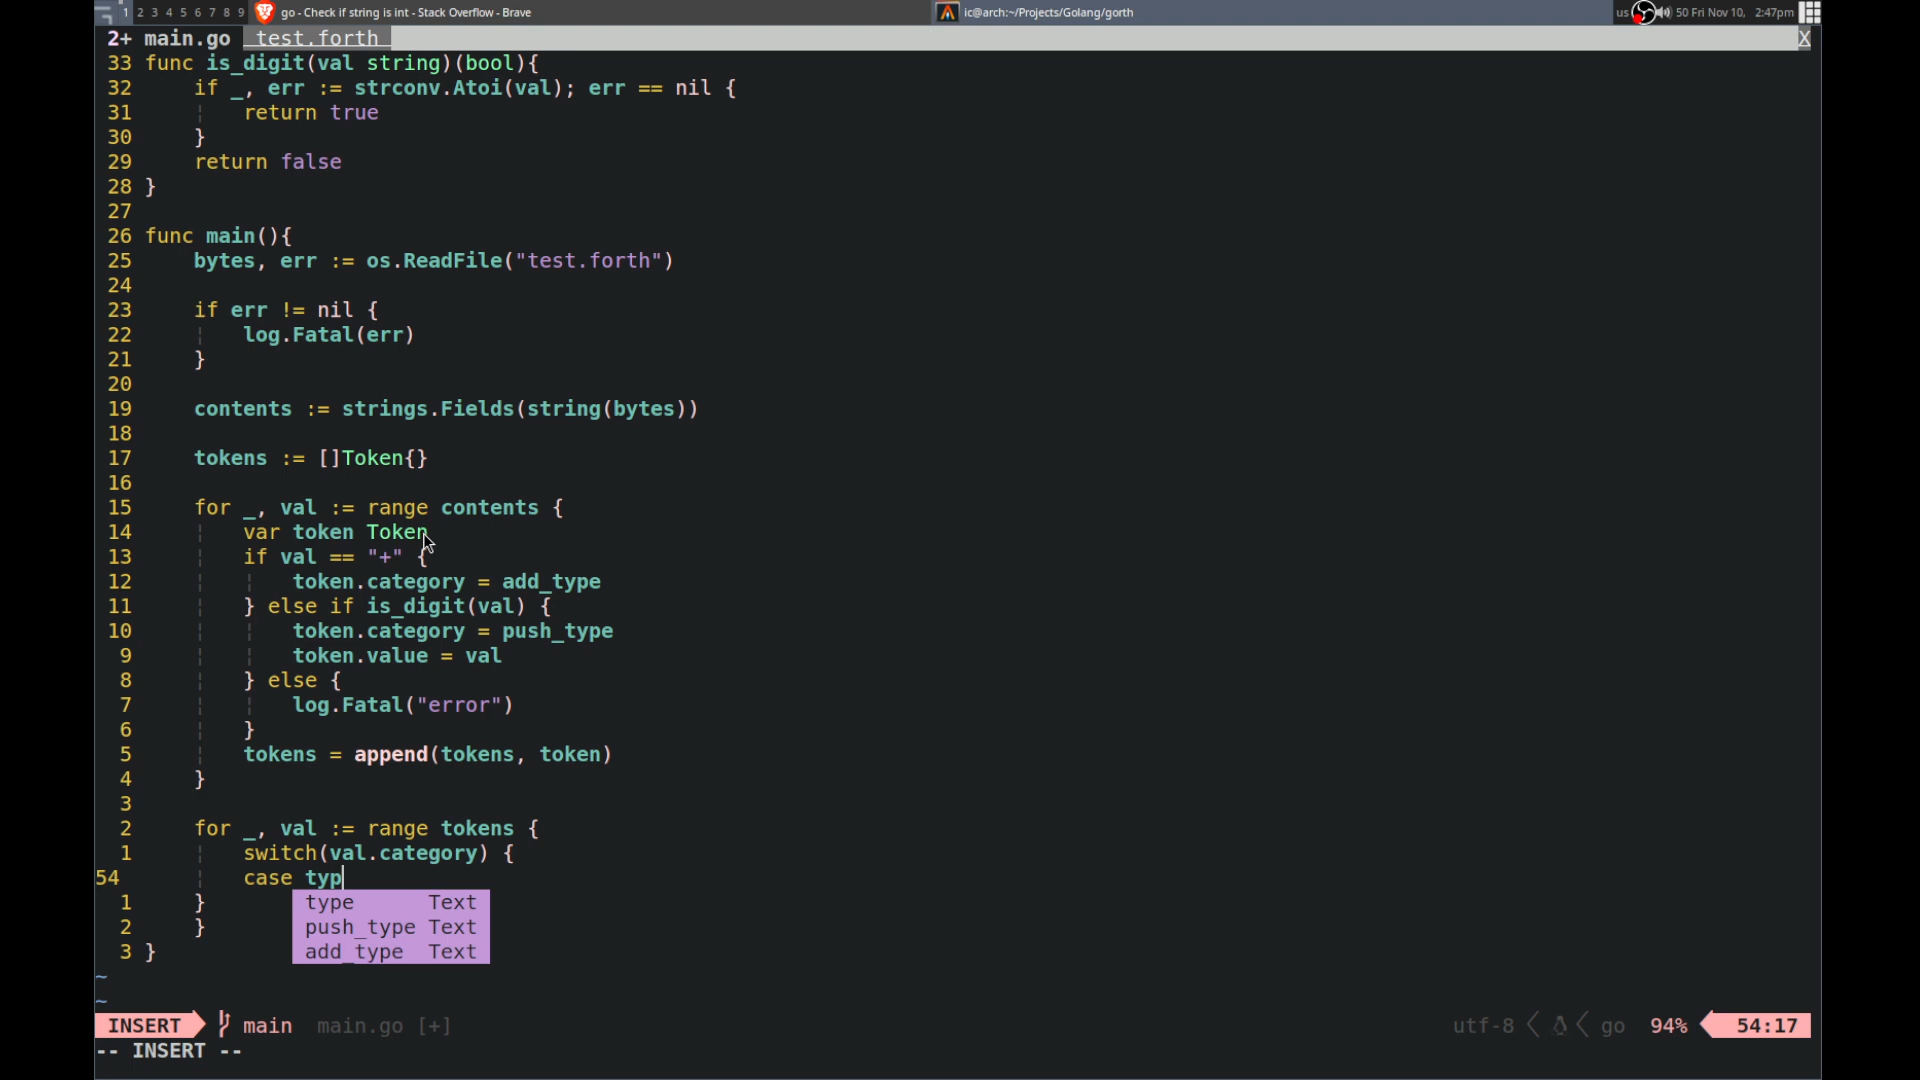 1 2 3 4 5 6 7 8 9 go - Check if string is int - Stack Overflow - Brave ic@arch:~/Projects/Golang/gorth us 50 Fri Nov 10, 2:47pm
2+ main.go test.forth X
33 func is_digit(val string)(bool){
32 if _, err := strconv.Atoi(val); err == nil {
31 return true
30 }
29 return false
28 }
27
26 func main(){
25 bytes, err := os.ReadFile("test.forth")
24
23 if err != nil {
22 log.Fatal(err)
21 }
20
19 contents := strings.Fields(string(bytes))
18
17 tokens := []Token{}
16
15 for _, val := range contents {
14 var token Token
13 if val == "+" {
12 token.category = add_type
11 } else if is_digit(val) {
10 token.category = push_type
9 token.value = val
8 } else {
7 log.Fatal("error")
6 }
5 tokens = append(tokens, token)
4 }
3
2 for _, val := range tokens {
1 switch(val.category) {
54 case typ
1 } type Text
2 } push_type Text
3 } add_type Text
~
~
INSERT main main.go [+] utf-8 go 94% 54:17
-- INSERT --